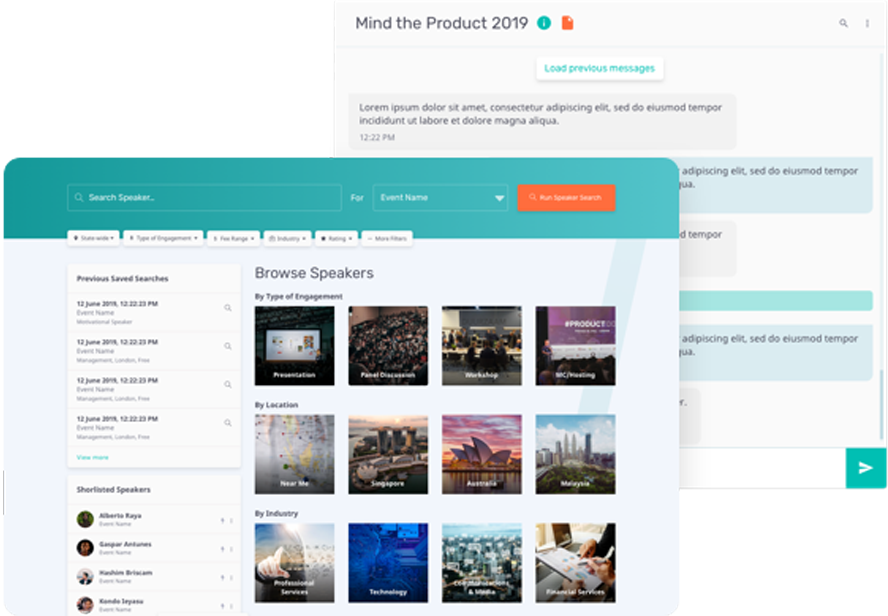 Mind the Product 2019
Load previous messages
Lorem ipsum dolor sit amet, consectetur adipiscing elit, sed do eiusmod tempor
incididunt ut labore et dolore magna aliqua.
12:22 PM
adipiscing elit, sed do eiusmod tempor
qua.
d tempor
adipiscing elit, sed do eiusmod tempor
qua.
r.
Search Speaker...
For
Event Name
Run Speaker Search
State-wide
Type of Engagement
$ Fee Range
Industry
Rating
More Filters
Previous Saved Searches
12 June 2019, 12:22:23 PM
Event Name
Motivational Speaker
12 June 2019, 12:22:23 PM
Event Name
Management, London, Free
12 June 2019, 12:22:23 PM
Event Name
Management, London, Free
12 June 2019, 12:22:23 PM
Event Name
Management, London, Free
View more
Shortlisted Speakers
Alberto Raya
Event Name
Gaspar Antunes
Event Name
Hashim Briscam
Event Name
Kondo Ieyasu
Event Name
Browse Speakers
By Type of Engagement
Presentation
Panel Discussion
Workshop
#PRODUCT
MC/Hosting
By Location
Near Me
Singapore
Australia
Malaysia
By Industry
Professional
Services
Technology
Communications
& Media
Financial Services